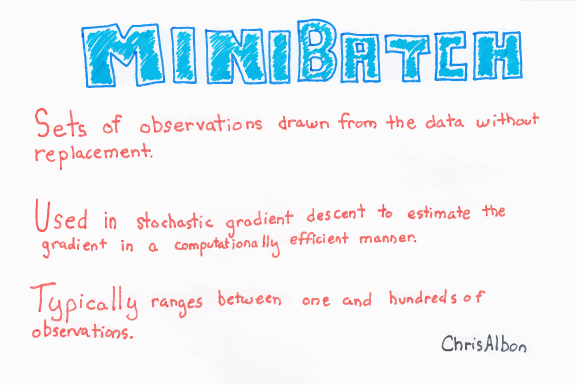 MINIBATCH
Sets of observations drawn from the data without
replacement.
Used in stochastic gradient descent to estimate the
gradient in a computationally efficient manner.
Typically ranges between one and hundreds of
observations.
ChrisAlbon